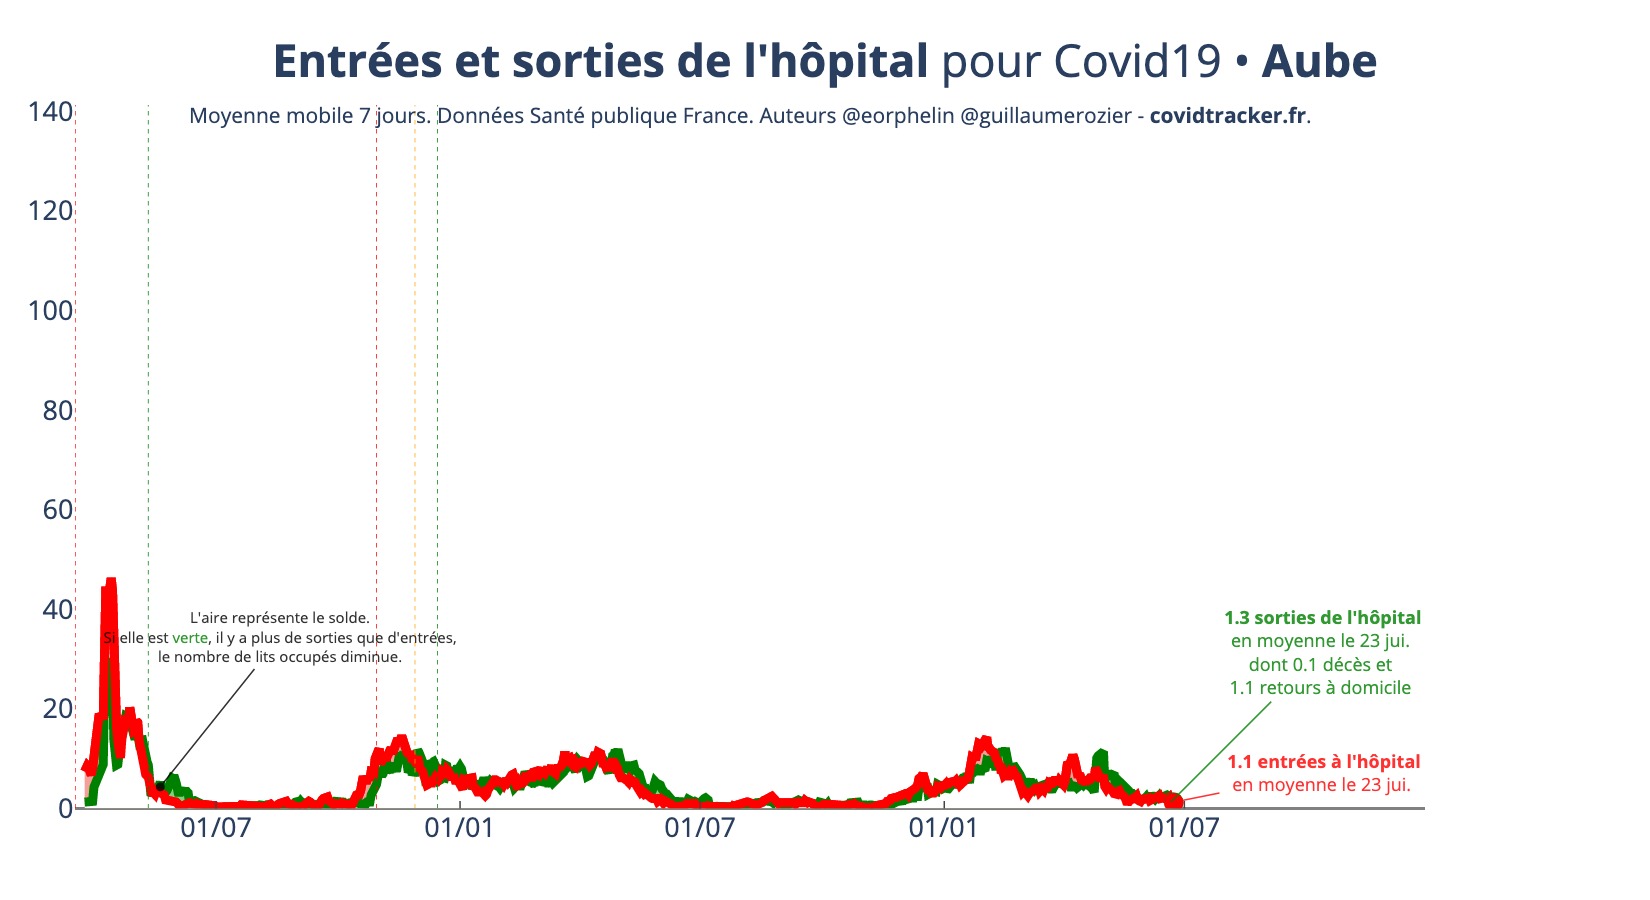 Entrées et sorties de l'hôpital pour Covid19 • Aube
Moyenne mobile 7 jours. Données Santé publique France. Auteurs @eorphelin @guillaumerozier - covidtracker.fr.
140
120
100
80
60
40
20
0
L'aire représente le solde.
Si elle est verte, il y a plus de sorties que d'entrées,
le nombre de lits occupés diminue.
1.3 sorties de l'hôpital
en moyenne le 23 jui.
dont 0.1 décès et
1.1 retours à domicile
1.1 entrées à l'hôpital
en moyenne le 23 jui.
01/07
01/01
01/07
01/01
01/07